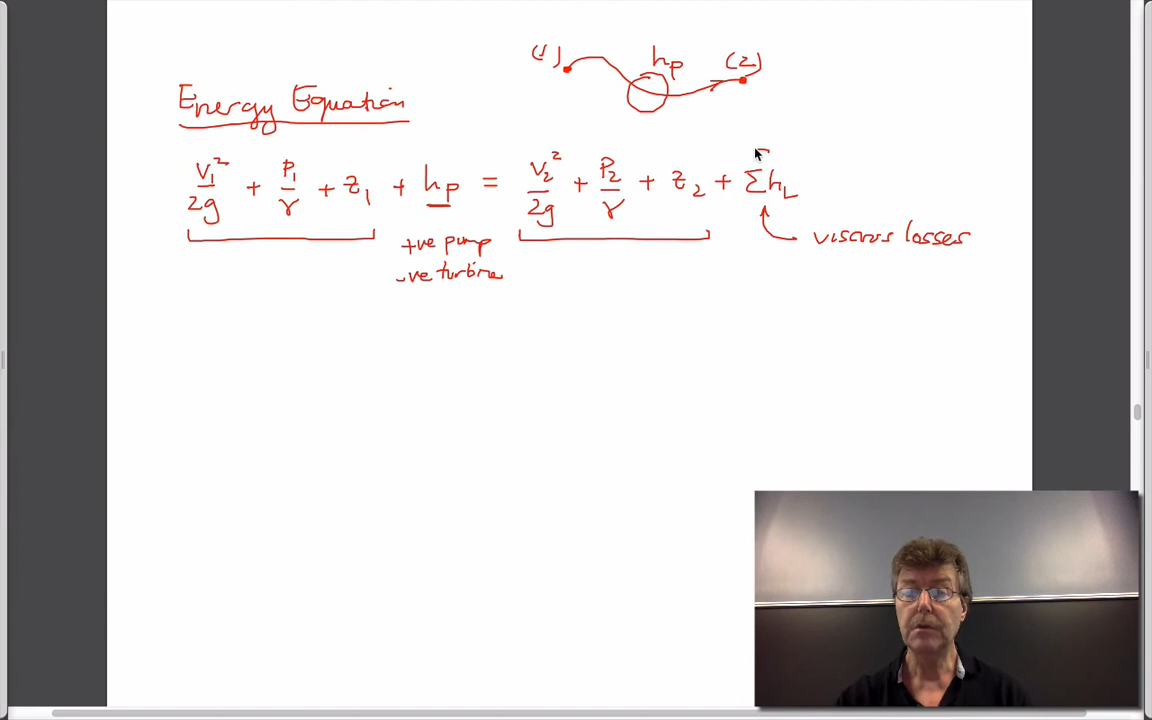 (1) hp (2)
Energy Equation
V₁²/2g + P₁/γ + z₁ + hp = V₂²/2g + P₂/γ + z₂ + ΣhL
+ve pump
viscous losses
-ve turbine